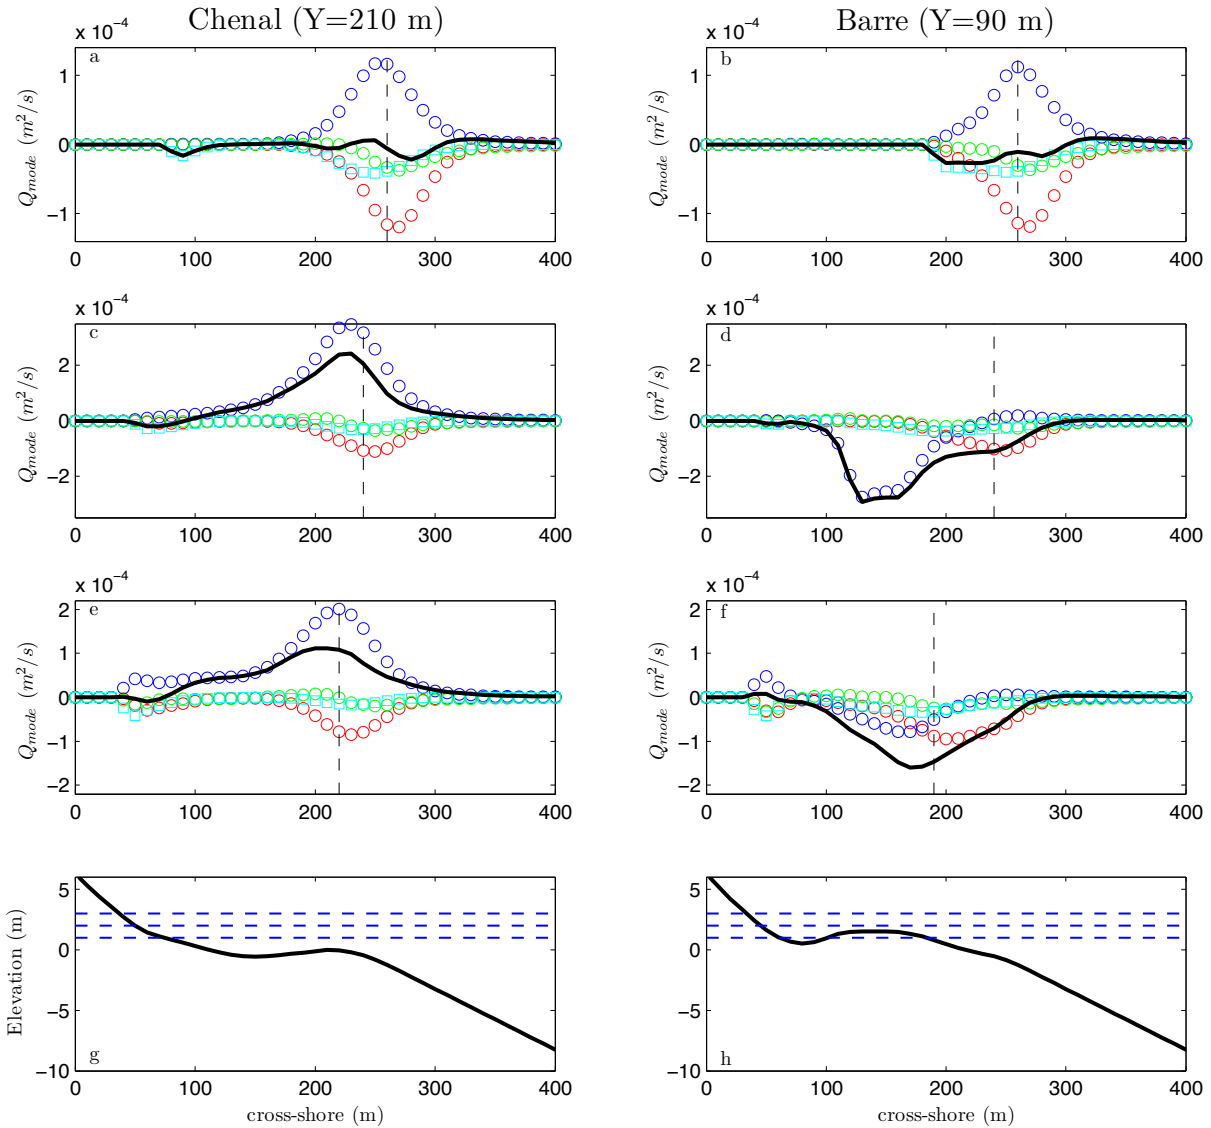 Chenal (Y=210 m) Barre (Y=90 m)
x 10⁻⁴ x 10⁻⁴
a b
1 1
0 0
−1 −1
Q_mode (m²/s) Q_mode (m²/s)
0 100 200 300 400 0 100 200 300 400
x 10⁻⁴ x 10⁻⁴
c d
2 2
0 0
−2 −2
Q_mode (m²/s) Q_mode (m²/s)
0 100 200 300 400 0 100 200 300 400
x 10⁻⁴ x 10⁻⁴
e f
2 2
1 1
0 0
−1 −1
−2 −2
Q_mode (m²/s) Q_mode (m²/s)
0 100 200 300 400 0 100 200 300 400
5 5
0 0
−5 −5
−10 −10
Elevation (m)
g h
0 100 200 300 400 0 100 200 300 400
cross-shore (m) cross-shore (m)